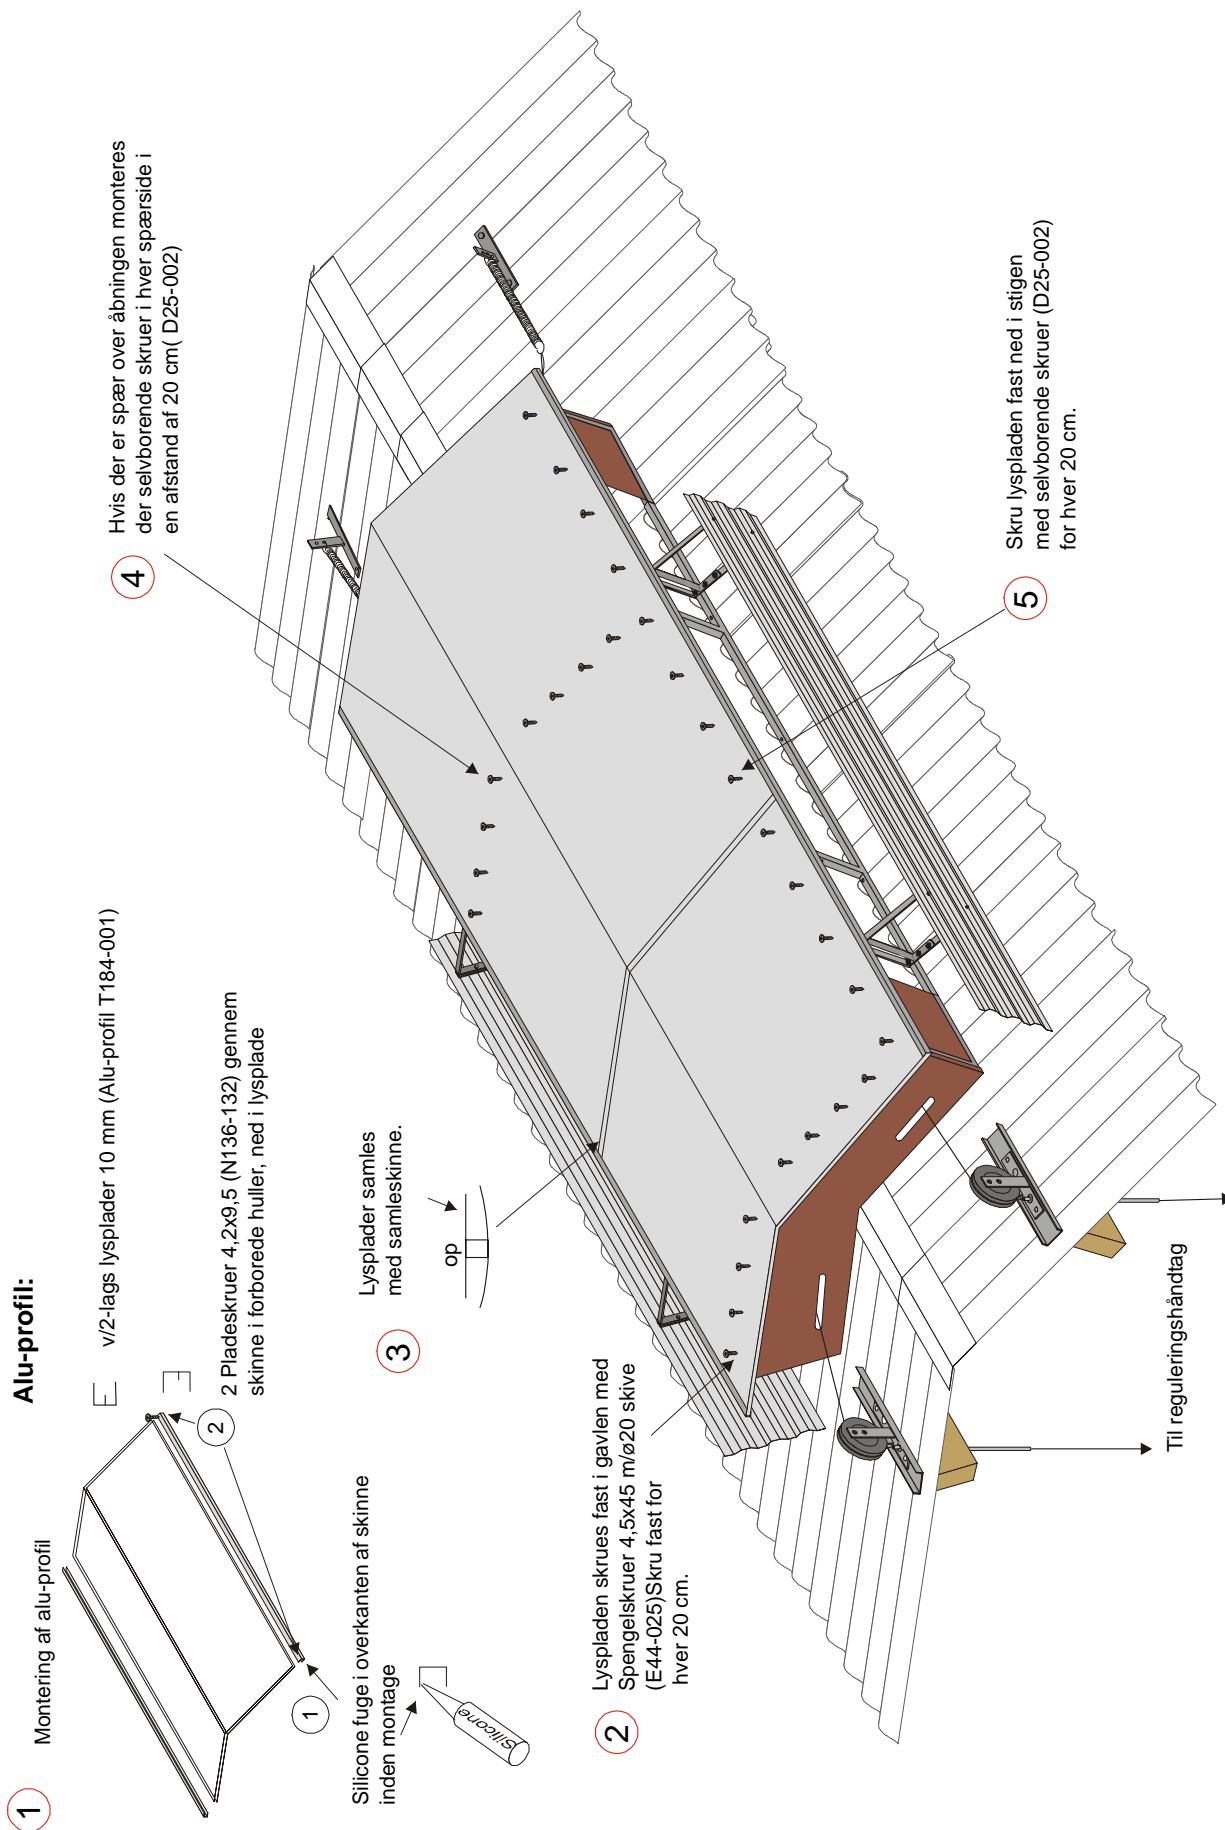 1
Montering af alu-profil
Alu-profil:
v/2-lags lysplader 10 mm (Alu-profil T184-001)
2 Pladeskruer 4,2x9,5 (N136-132) gennem
skinne i forborede huller, ned i lysplade
2
1
Silicone fuge i overkanten af skinne
inden montage
Silicone
2
Lyspladen skrues fast i gavlen med
Spengelskruer 4,5x45 m/ø20 skive
(E44-025)Skru fast for
hver 20 cm.
3
Lysplader samles
med samleskinne.
op
4
Hvis der er spær over åbningen monteres
der selvborende skruer i hver spærside i
en afstand af 20 cm( D25-002)
5
Skru lyspladen fast ned i stigen
med selvborende skruer (D25-002)
for hver 20 cm.
Til reguleringshåndtag